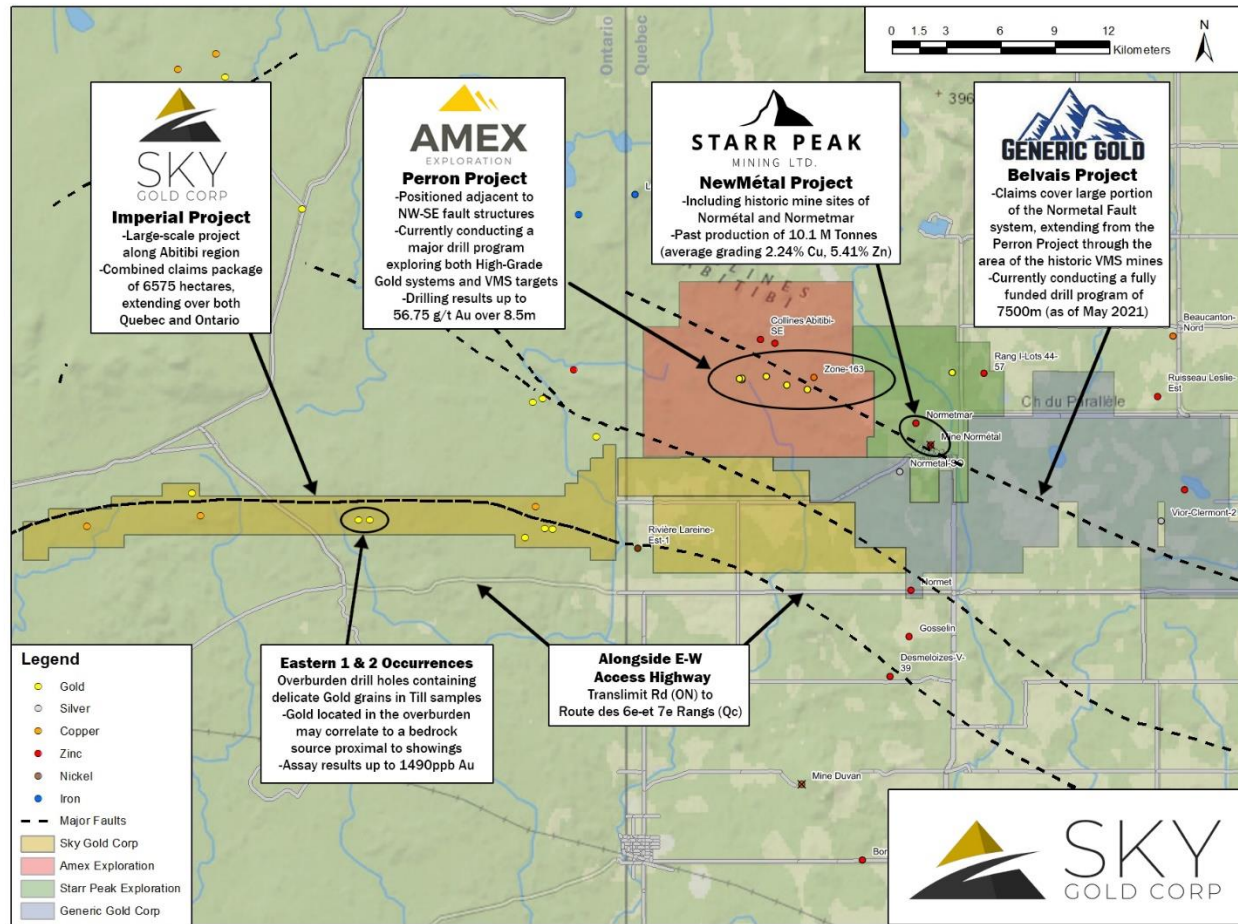 Ontario
Quebec
0 1.5 3 6 9 12
Kilometers
N
SKY
GOLD CORP
Imperial Project
-Large-scale project
along Abitibi region
-Combined claims package
of 6575 hectares,
extending over both
Quebec and Ontario
AMEX
EXPLORATION
Perron Project
-Positioned adjacent to
NW-SE fault structures
-Currently conducting a
major drill program
exploring both High-Grade
Gold systems and VMS targets
-Drilling results up to
56.75 g/t Au over 8.5m
STARR PEAK
MINING LTD.
NewMétal Project
-Including historic mine sites
of Normétal and Normetmar
-Past production of 10.1 M Tonnes
(average grading 2.24% Cu, 5.41% Zn)
396
GENERIC GOLD
Belvais Project
-Claims cover large portion
of the Normetal Fault
system, extending from the
Perron Project through the
area of the historic VMS mines
-Currently conducting a fully
funded drill program of
7500m (as of May 2021)
Collines Abitibi-
SE
Zone-163
Rang I-Lots 44-
57
Beaucanton-
Nord
Ruisseau Leslie-
Est
Ch du Parallèle
Normetmar
Mine Normétal
Vior-Clermont-2
Rivière Lareine-
Est-1
Normet
Gosselin
Desmeloizes-V-
39
Mine Duvan
Eastern 1 & 2 Occurrences
Overburden drill holes containing
delicate Gold grains in Till samples
-Gold located in the overburden
may correlate to a bedrock
source proximal to showings
-Assay results up to 1490ppb Au
Alongside E-W
Access Highway
Translimit Rd (ON) to
Route des 6e-et 7e Rangs (Qc)
Legend
Gold
Silver
Copper
Zinc
Nickel
Iron
Major Faults
Sky Gold Corp
Amex Exploration
Starr Peak Exploration
Generic Gold Corp
SKY
GOLD CORP